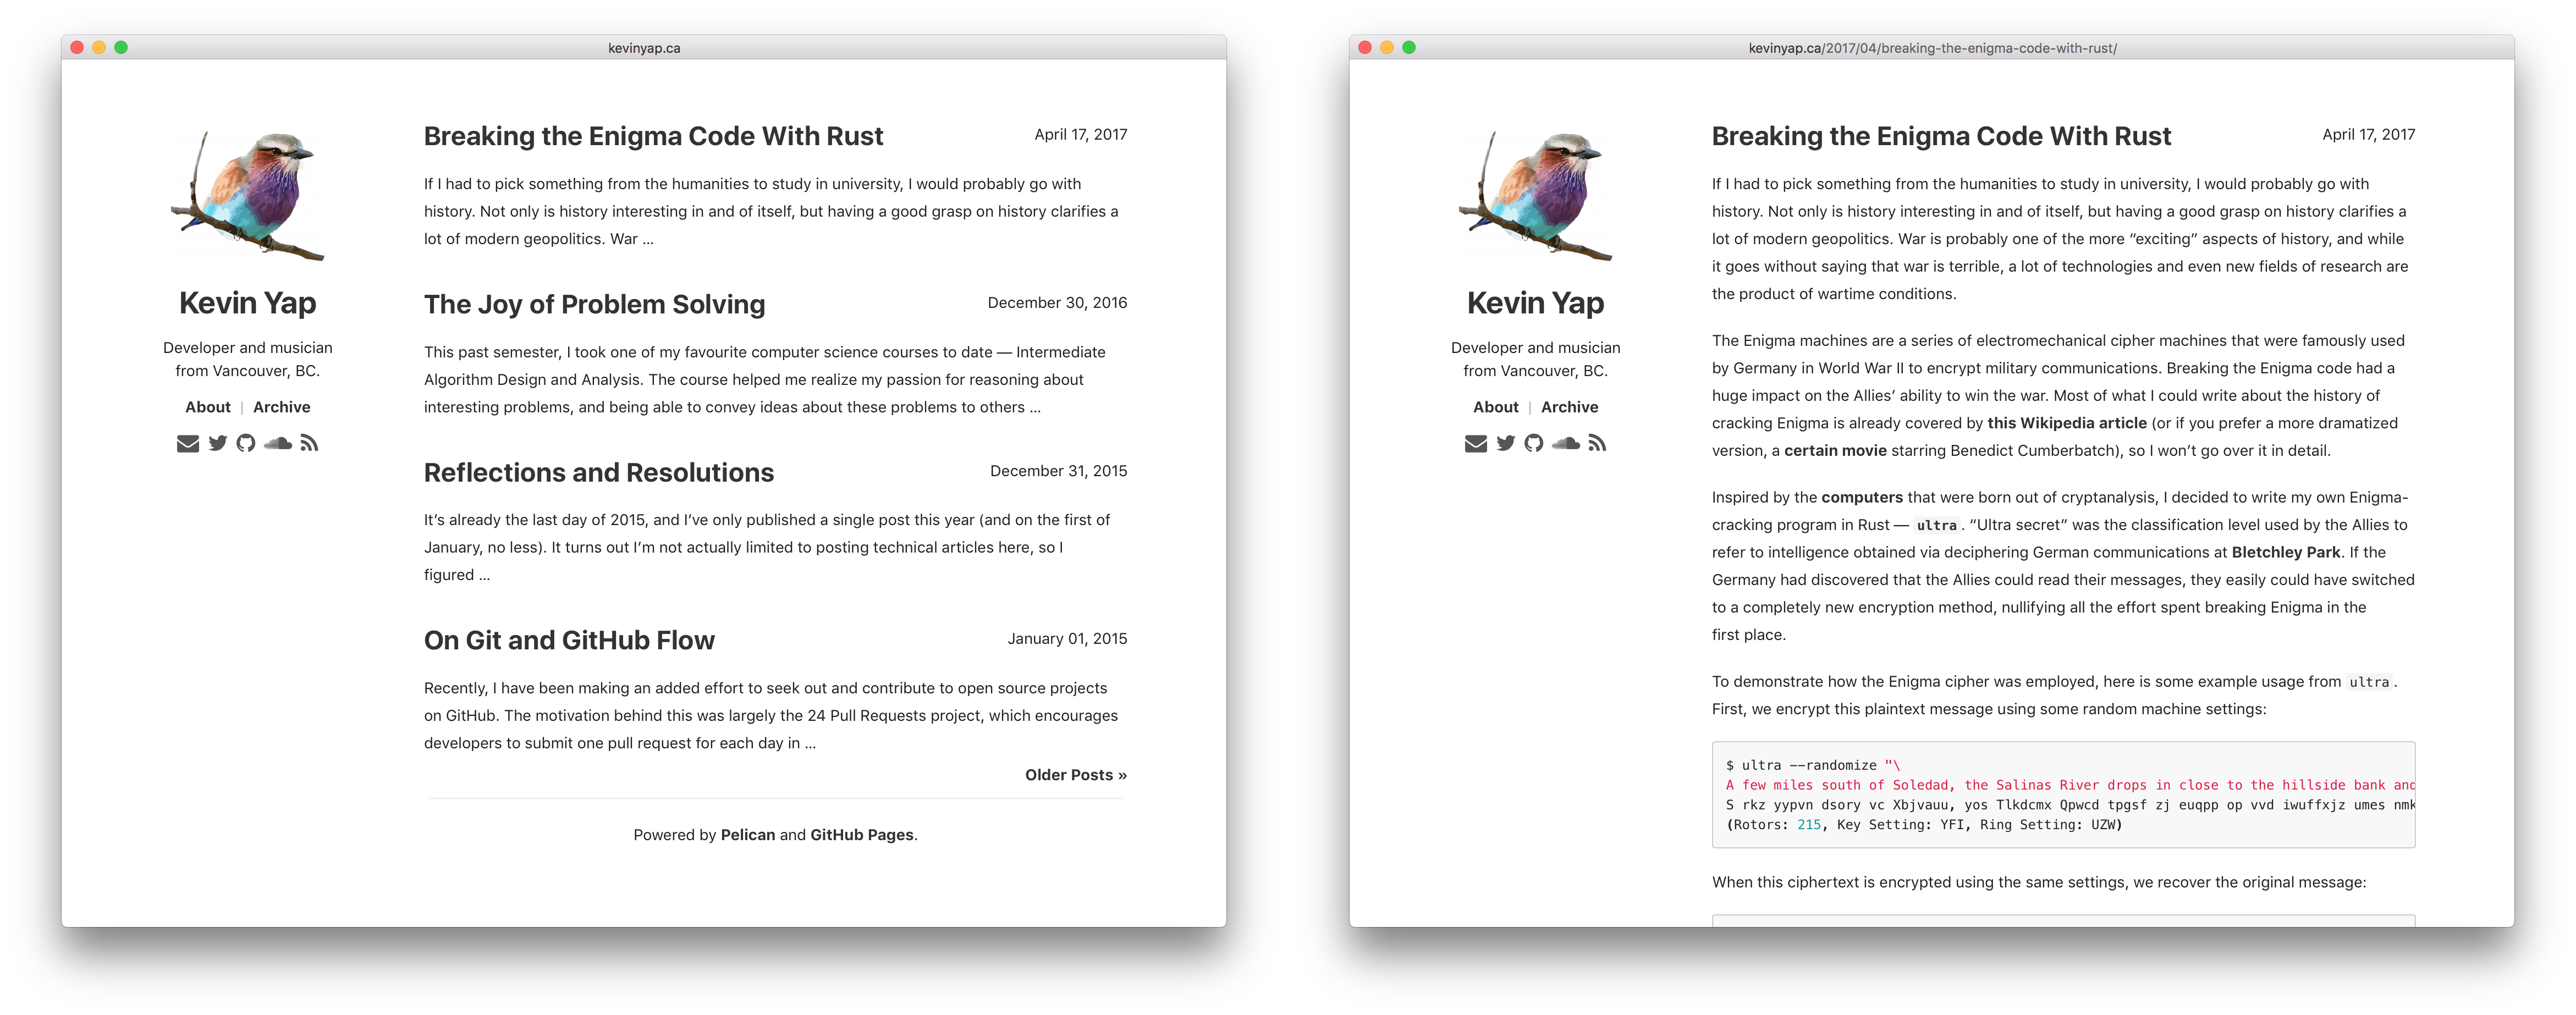 kevinyap.ca
Kevin Yap
Developer and musician
from Vancouver, BC.
About | Archive
Breaking the Enigma Code With Rust
April 17, 2017
If I had to pick something from the humanities to study in university, I would probably go with
history. Not only is history interesting in and of itself, but having a good grasp on history clarifies a
lot of modern geopolitics. War ...
The Joy of Problem Solving
December 30, 2016
This past semester, I took one of my favourite computer science courses to date — Intermediate
Algorithm Design and Analysis. The course helped me realize my passion for reasoning about
interesting problems, and being able to convey ideas about these problems to others ...
Reflections and Resolutions
December 31, 2015
It’s already the last day of 2015, and I’ve only published a single post this year (and on the first of
January, no less). It turns out I’m not actually limited to posting technical articles here, so I
figured ...
On Git and GitHub Flow
January 01, 2015
Recently, I have been making an added effort to seek out and contribute to open source projects
on GitHub. The motivation behind this was largely the 24 Pull Requests project, which encourages
developers to submit one pull request for each day in ...
Older Posts »
Powered by Pelican and GitHub Pages.
kevinyap.ca/2017/04/breaking-the-enigma-code-with-rust/
Kevin Yap
Developer and musician
from Vancouver, BC.
About | Archive
Breaking the Enigma Code With Rust
April 17, 2017
If I had to pick something from the humanities to study in university, I would probably go with
history. Not only is history interesting in and of itself, but having a good grasp on history clarifies a
lot of modern geopolitics. War is probably one of the more “exciting” aspects of history, and while
it goes without saying that war is terrible, a lot of technologies and even new fields of research are
the product of wartime conditions.
The Enigma machines are a series of electromechanical cipher machines that were famously used
by Germany in World War II to encrypt military communications. Breaking the Enigma code had a
huge impact on the Allies’ ability to win the war. Most of what I could write about the history of
cracking Enigma is already covered by this Wikipedia article (or if you prefer a more dramatized
version, a certain movie starring Benedict Cumberbatch), so I won’t go over it in detail.
Inspired by the computers that were born out of cryptanalysis, I decided to write my own Enigma-
cracking program in Rust — ultra. “Ultra secret” was the classification level used by the Allies to
refer to intelligence obtained via deciphering German communications at Bletchley Park. If the
Germany had discovered that the Allies could read their messages, they easily could have switched
to a completely new encryption method, nullifying all the effort spent breaking Enigma in the
first place.
To demonstrate how the Enigma cipher was employed, here is some example usage from ultra.
First, we encrypt this plaintext message using some random machine settings:
$ ultra --randomize "\
A few miles south of Soledad, the Salinas River drops in close to the hillside bank and
S rkz yypvn dsory vc Xbjvauu, yos Tlkdcmx Qpwcd tpgsf zj euqpp op vvd iwuffxjz umes nmk
(Rotors: 215, Key Setting: YFI, Ring Setting: UZW)
When this ciphertext is encrypted using the same settings, we recover the original message: